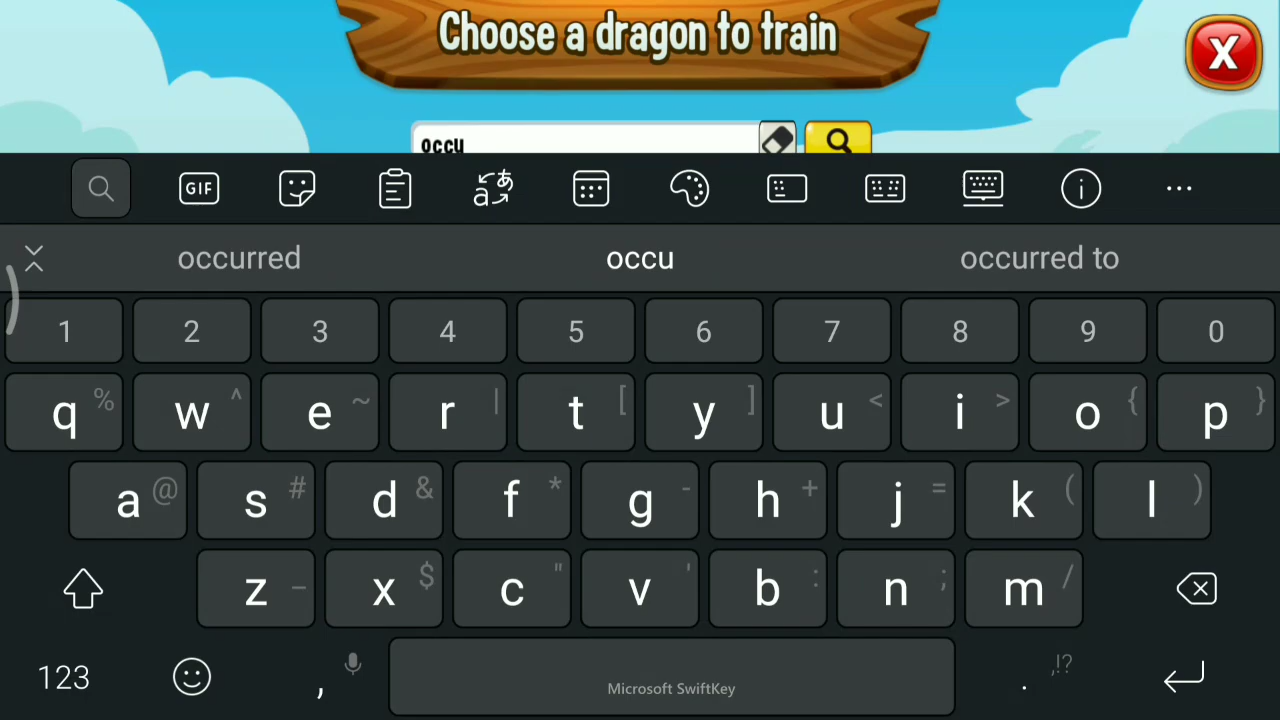 Choose a dragon to train
X
occu
GIF
a あ
occurred occu occurred to
1 2 3 4 5 6 7 8 9 0
q % w ^ e ~ r | t [ y ] u < i > o { p }
a @ s # d & f * g - h + j = k ( l )
z _ x $ c " v ' b : n ; m /
123 , . ,!?
Microsoft SwiftKey